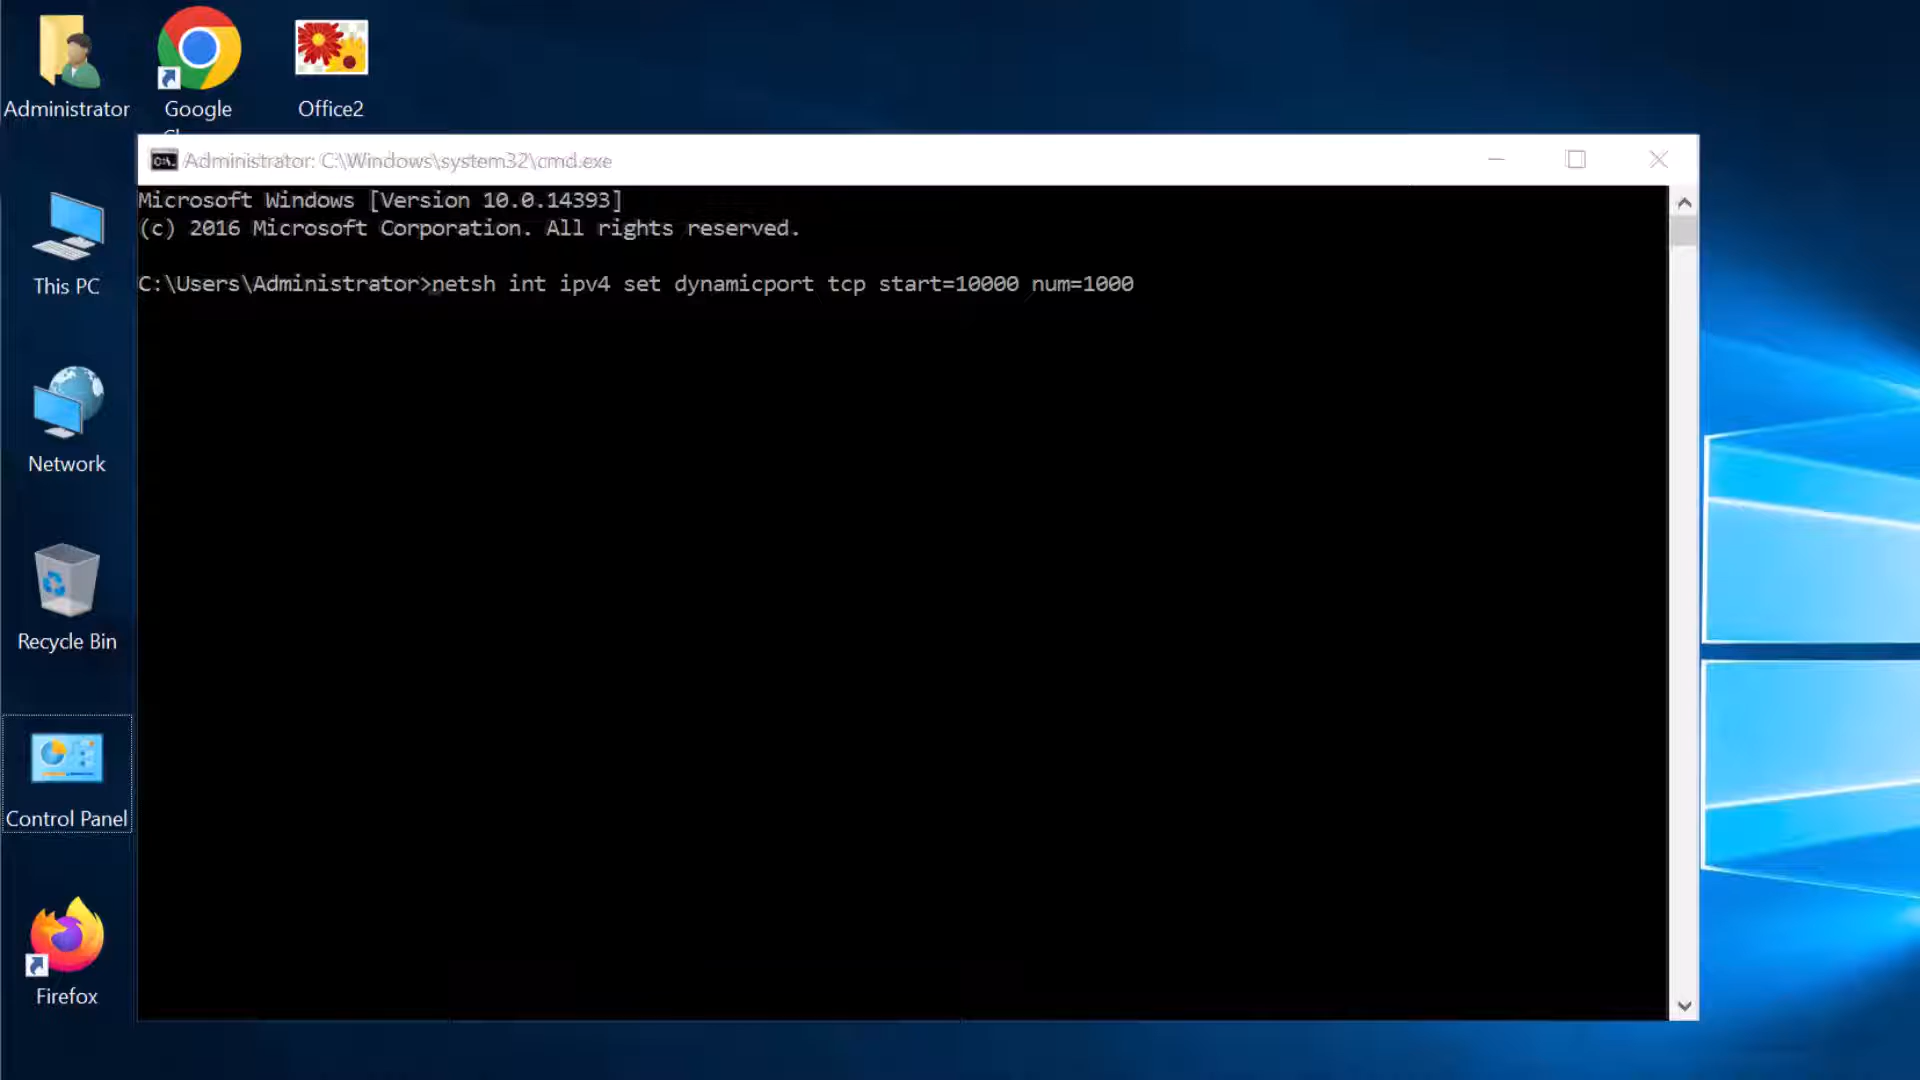 Administrator
Google
Office2
Administrator: C:\Windows\system32\cmd.exe
Microsoft Windows [Version 10.0.14393]
(c) 2016 Microsoft Corporation. All rights reserved.
C:\Users\Administrator>netsh int ipv4 set dynamicport tcp start=10000 num=1000
This PC
Network
Recycle Bin
Control Panel
Firefox